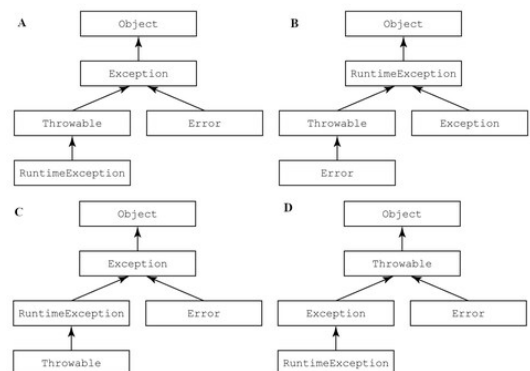 A
Object
Exception
Throwable
Error
RuntimeException
B
Object
RuntimeException
Throwable
Exception
Error
C
Object
Exception
RuntimeException
Error
Throwable
D
Object
Throwable
Exception
Error
RuntimeException